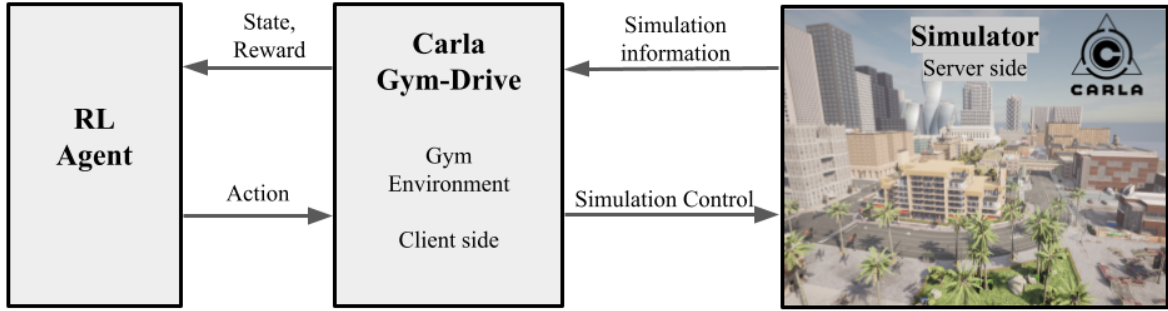 RL
Agent
State,
Reward
Action
Carla
Gym-Drive
Gym
Environment
Client side
Simulation
information
Simulation Control
Simulator
Server side
CARLA